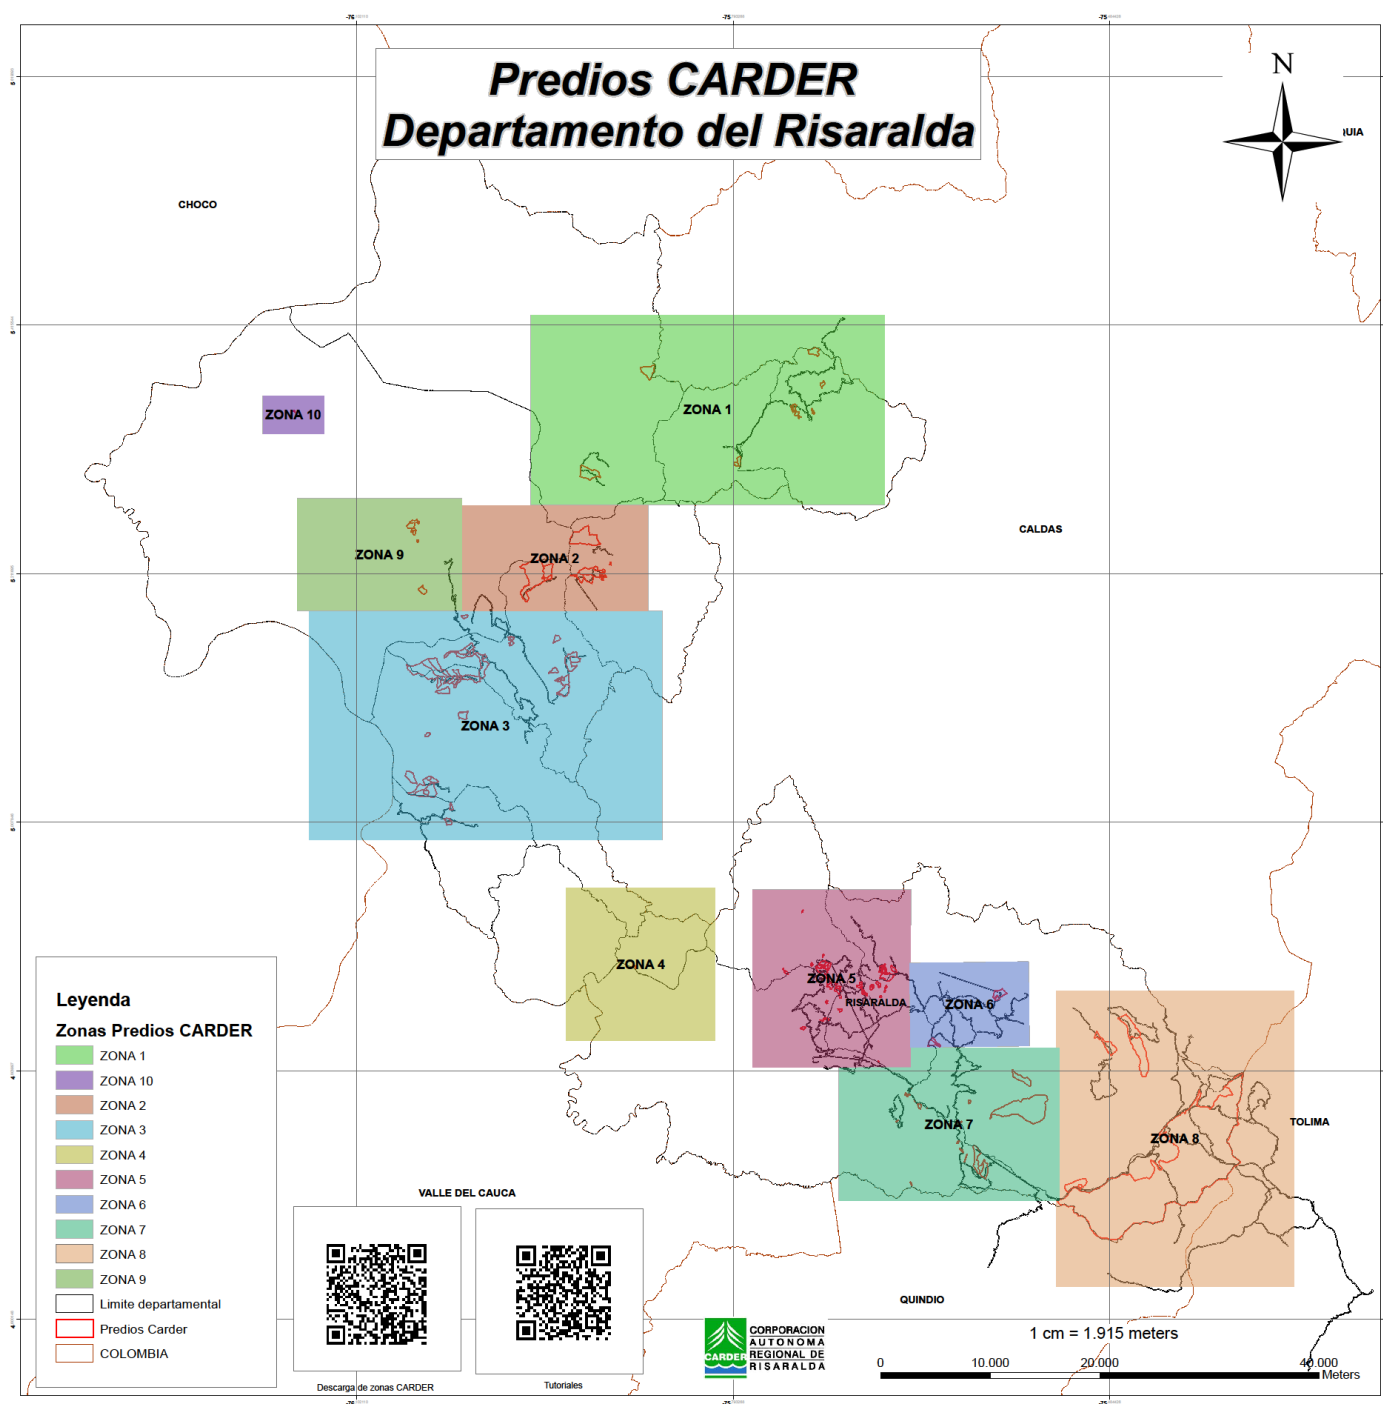 Predios CARDER
Departamento del Risaralda
N
CHOCO
ZONA 1
ZONA 10
CALDAS
ZONA 9
ZONA 2
ZONA 3
ZONA 4
ZONA 5
RISARALDA
ZONA 6
ZONA 7
ZONA 8
TOLIMA
VALLE DEL CAUCA
QUINDIO
Leyenda
Zonas Predios CARDER
ZONA 1
ZONA 10
ZONA 2
ZONA 3
ZONA 4
ZONA 5
ZONA 6
ZONA 7
ZONA 8
ZONA 9
Limite departamental
Predios Carder
COLOMBIA
Descarga de zonas CARDER
Tutoriales
CARDER
CORPORACION
AUTONOMA
REGIONAL DE
RISARALDA
1 cm = 1.915 meters
0 10.000 20.000 40.000
Meters